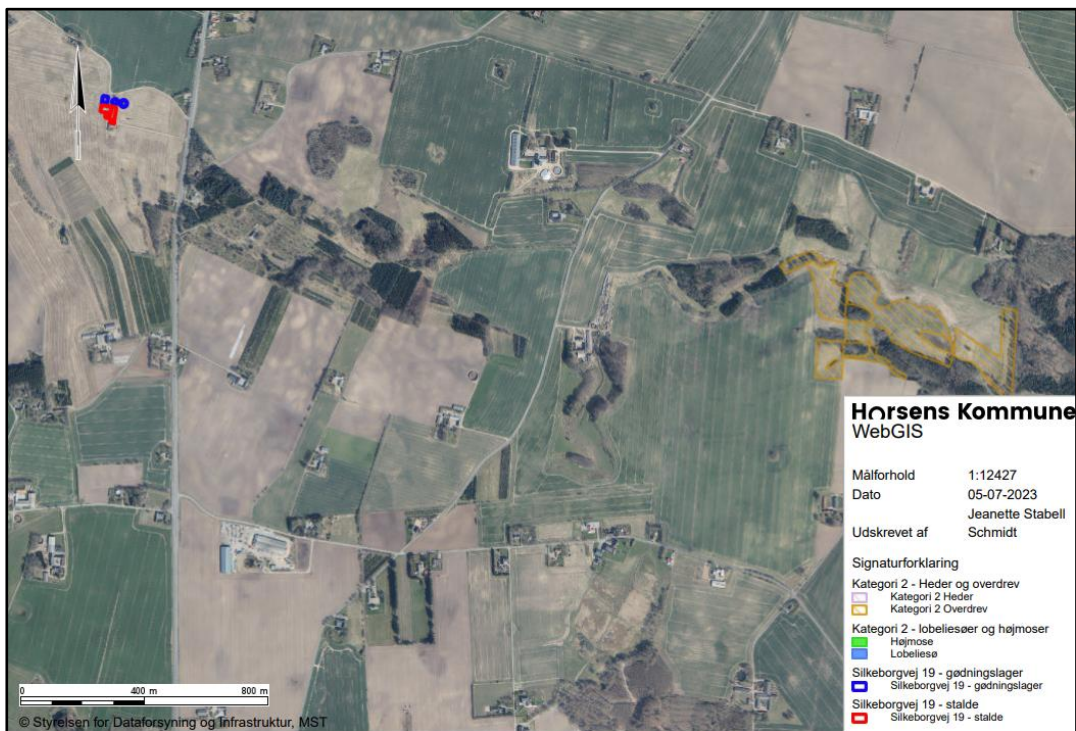 Horsens Kommune
WebGIS
Målforhold 1:12427
Dato 05-07-2023
Jeanette Stabell
Udskrevet af Schmidt
Signaturforklaring
Kategori 2 - Heder og overdrev
Kategori 2 Heder
Kategori 2 Overdrev
Kategori 2 - lobeliesøer og højmoser
Højmose
Lobeliesø
Silkeborgvej 19 - gødningslager
Silkeborgvej 19 - gødningslager
Silkeborgvej 19 - stalde
Silkeborgvej 19 - stalde
0 400 m 800 m
© Styrelsen for Dataforsyning og Infrastruktur, MST